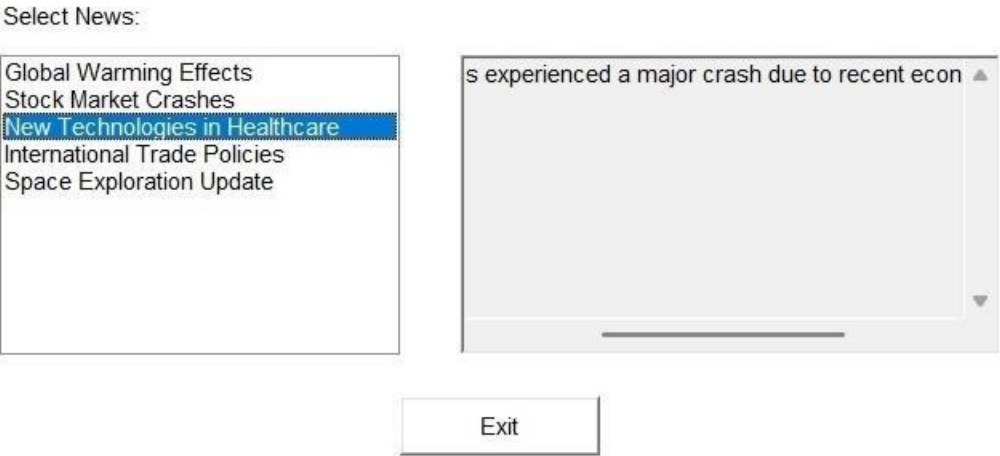 Select News:
Global Warming Effects
Stock Market Crashes
New Technologies in Healthcare
International Trade Policies
Space Exploration Update
s experienced a major crash due to recent econ
Exit